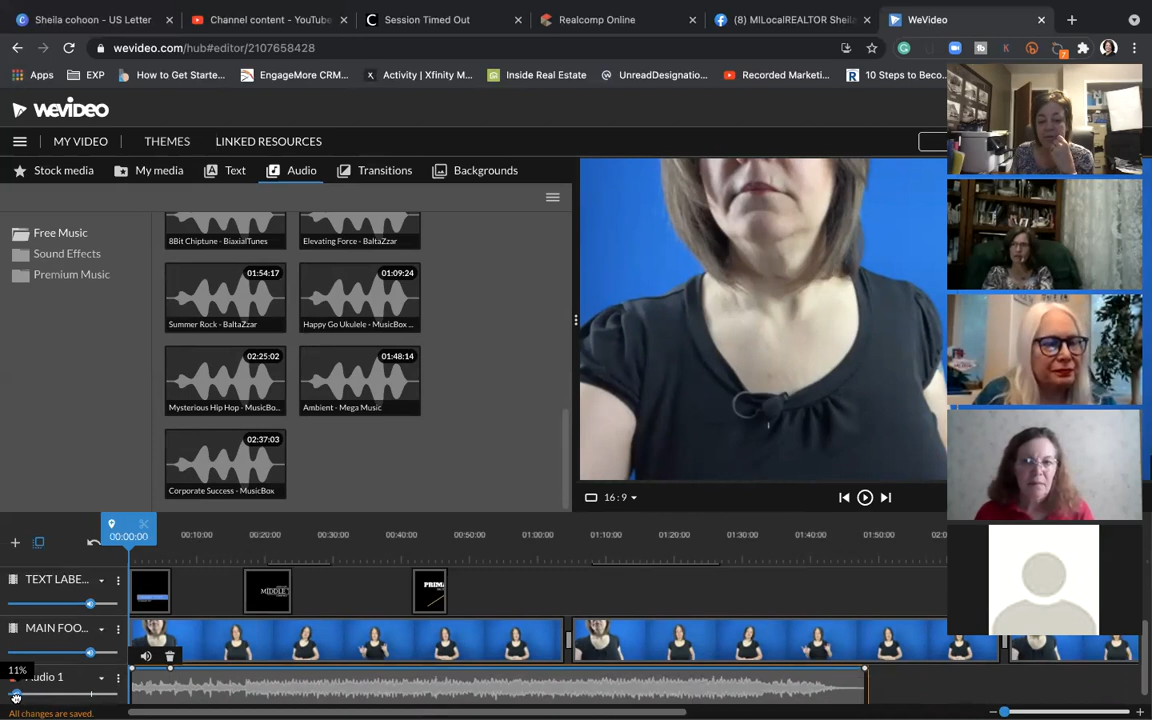 Sheila cohoon - US Letter
Channel content - YouTube
Session Timed Out
Realcomp Online
(8) MILocalREALTOR Sheila
WeVideo
wevideo.com/hub#editor/2107658428
7
Apps
EXP
How to Get Starte...
EngageMore CRM...
Activity | Xfinity M...
Inside Real Estate
UnreadDesignatio...
Recorded Marketi...
10 Steps to Beco...
WEVIDEO
MY VIDEO
THEMES
LINKED RESOURCES
Stock media
My media
Text
Audio
Transitions
Backgrounds
Free Music
Sound Effects
Premium Music
8Bit Chiptune - BiaxialTunes
Elevating Force - BaltaZzar
01:54:17
01:09:24
Summer Rock - BaltaZzar
Happy Go Ukulele - MusicBox ...
02:25:02
01:48:14
Mysterious Hip Hop - MusicBo...
Ambient - Mega Music
02:37:03
Corporate Success - MusicBox
16:9
00:00:00
00:10:00
00:20:00
00:30:00
00:40:00
00:50:00
01:00:00
01:10:00
01:20:00
01:30:00
01:40:00
TEXT LABE...
MIDDLE
PRIM
MAIN FOO...
11%
Audio 1
All changes are saved.